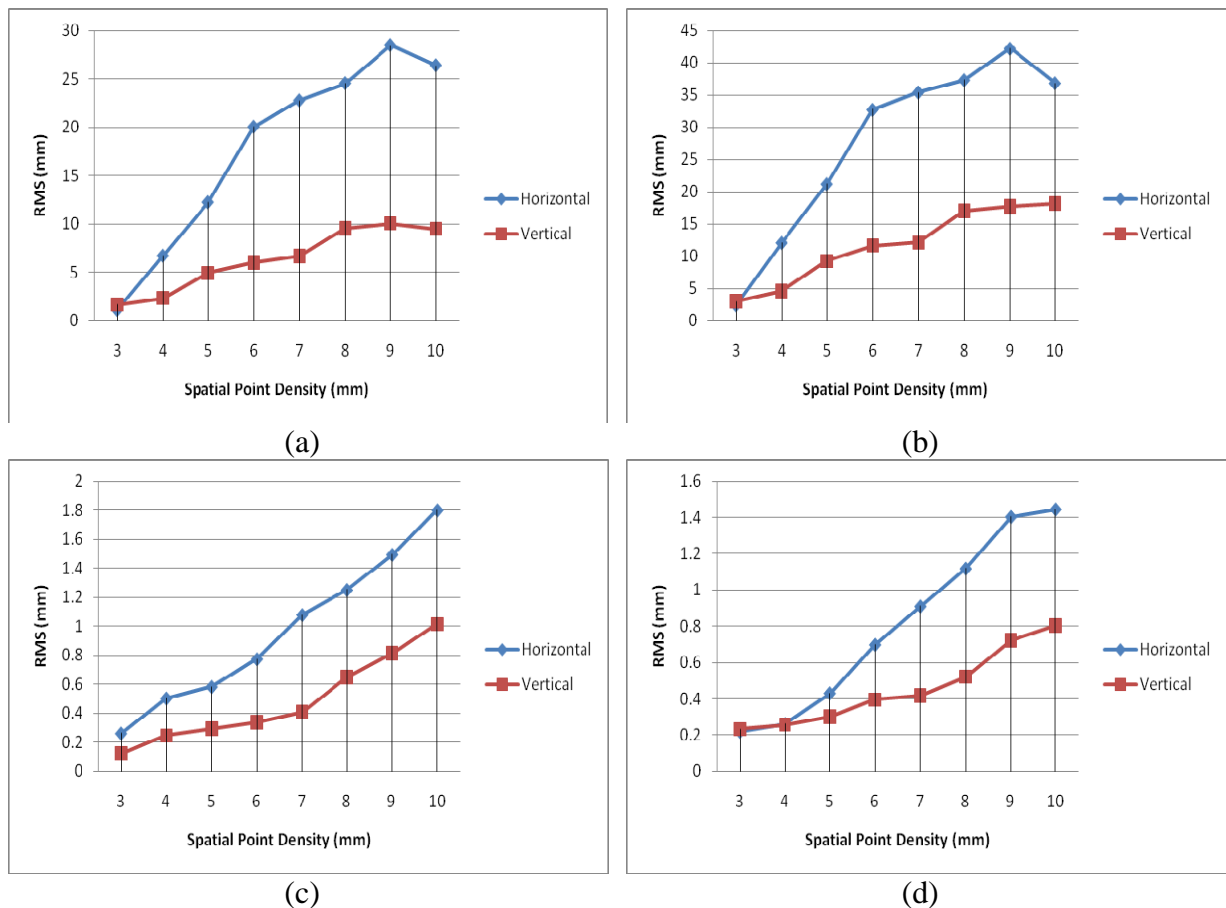 30
25
20
15
10
5
0
RMS (mm)
3 4 5 6 7 8 9 10
Spatial Point Density (mm)
Horizontal
Vertical
(a)
45
40
35
30
25
20
15
10
5
0
RMS (mm)
3 4 5 6 7 8 9 10
Spatial Point Density (mm)
Horizontal
Vertical
(b)
2
1.8
1.6
1.4
1.2
1
0.8
0.6
0.4
0.2
0
RMS (mm)
3 4 5 6 7 8 9 10
Spatial Point Density (mm)
Horizontal
Vertical
(c)
1.6
1.4
1.2
1
0.8
0.6
0.4
0.2
0
RMS (mm)
3 4 5 6 7 8 9 10
Spatial Point Density (mm)
Horizontal
Vertical
(d)